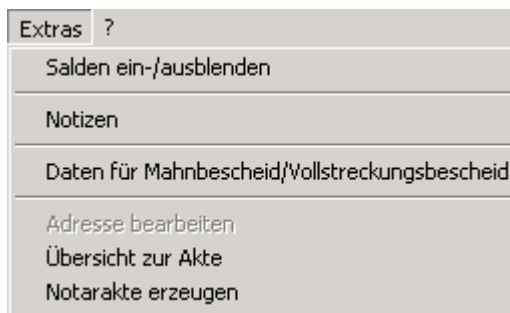 Extras ?
Salden ein-/ausblenden
Notizen
Daten für Mahnbescheid/Vollstreckungsbescheid
Adresse bearbeiten
Übersicht zur Akte
Notarakte erzeugen